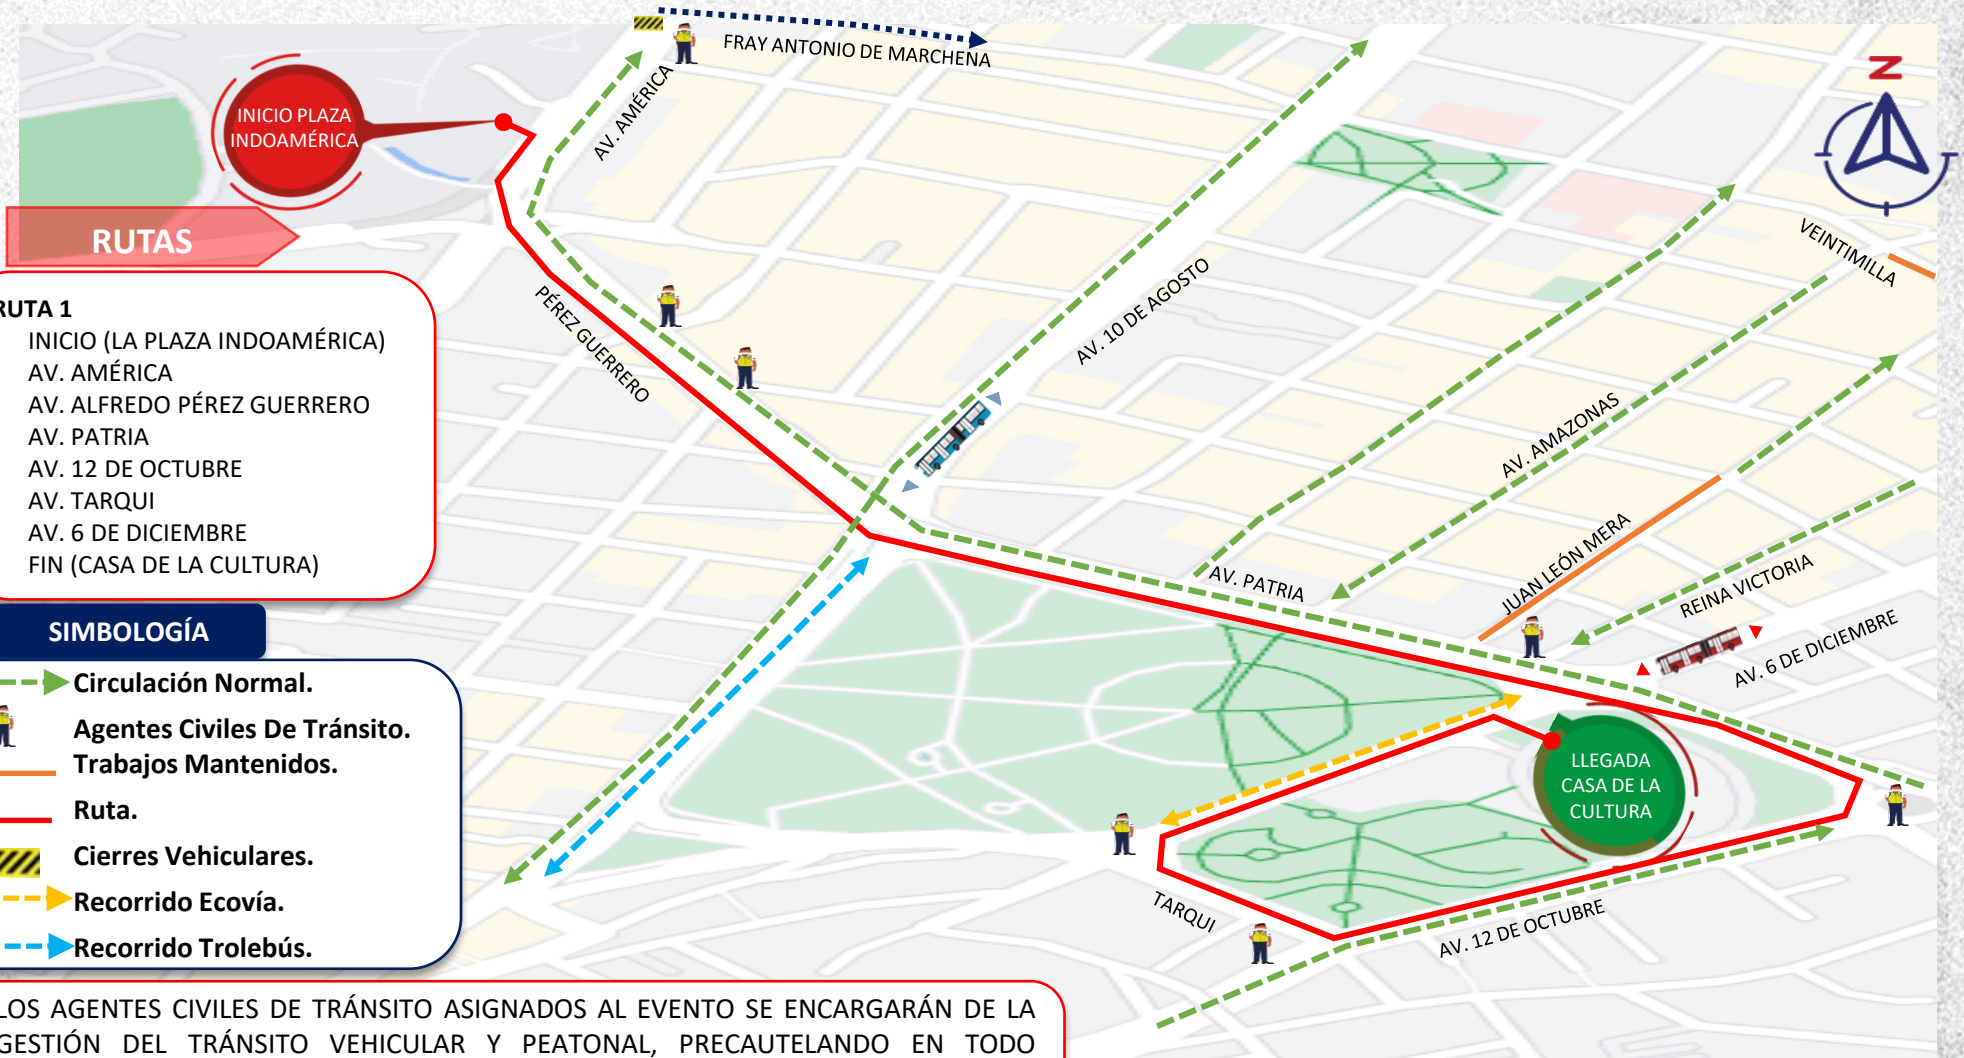 FRAY ANTONIO DE MARCHENA
INICIO PLAZA
INDOAMÉRICA
AV. AMÉRICA
N
RUTAS
VEINTIMILLA
RUTA 1
INICIO (LA PLAZA INDOAMÉRICA)
AV. AMÉRICA
AV. ALFREDO PÉREZ GUERRERO
AV. PATRIA
AV. 12 DE OCTUBRE
AV. TARQUI
AV. 6 DE DICIEMBRE
FIN (CASA DE LA CULTURA)
PÉREZ GUERRERO
AV. 10 DE AGOSTO
AV. AMAZONAS
AV. PATRIA
JUAN LEÓN MERA
REINA VICTORIA
AV. 6 DE DICIEMBRE
SIMBOLOGÍA
Circulación Normal.
Agentes Civiles De Tránsito.
Trabajos Mantenidos.
Ruta.
Cierres Vehiculares.
Recorrido Ecovía.
Recorrido Trolebús.
LLEGADA
CASA DE LA
CULTURA
TARQUI
AV. 12 DE OCTUBRE
LOS AGENTES CIVILES DE TRÁNSITO ASIGNADOS AL EVENTO SE ENCARGARÁN DE LA
GESTIÓN DEL TRÁNSITO VEHICULAR Y PEATONAL, PRECAUTELANDO EN TODO